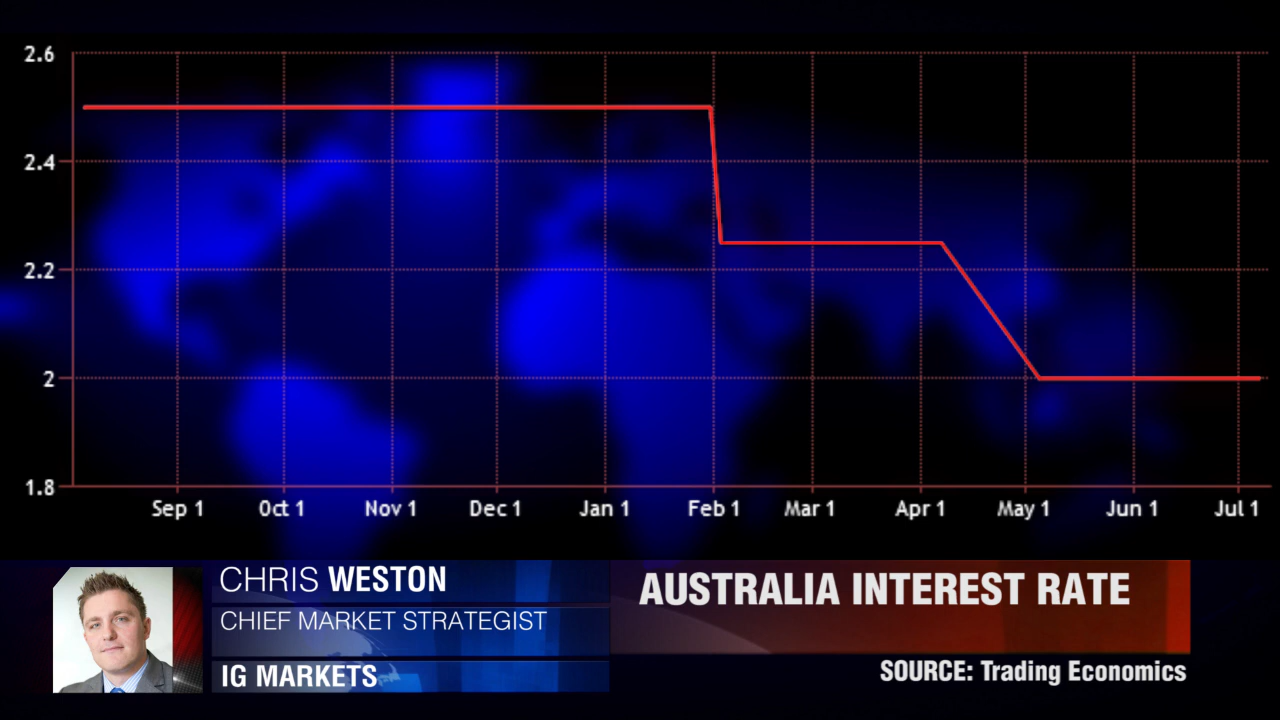 2.6
2.4
2.2
2
1.8
Sep 1 Oct 1 Nov 1 Dec 1 Jan 1 Feb 1 Mar 1 Apr 1 May 1 Jun 1 Jul 1
CHRIS WESTON
CHIEF MARKET STRATEGIST
IG MARKETS
AUSTRALIA INTEREST RATE
SOURCE: Trading Economics